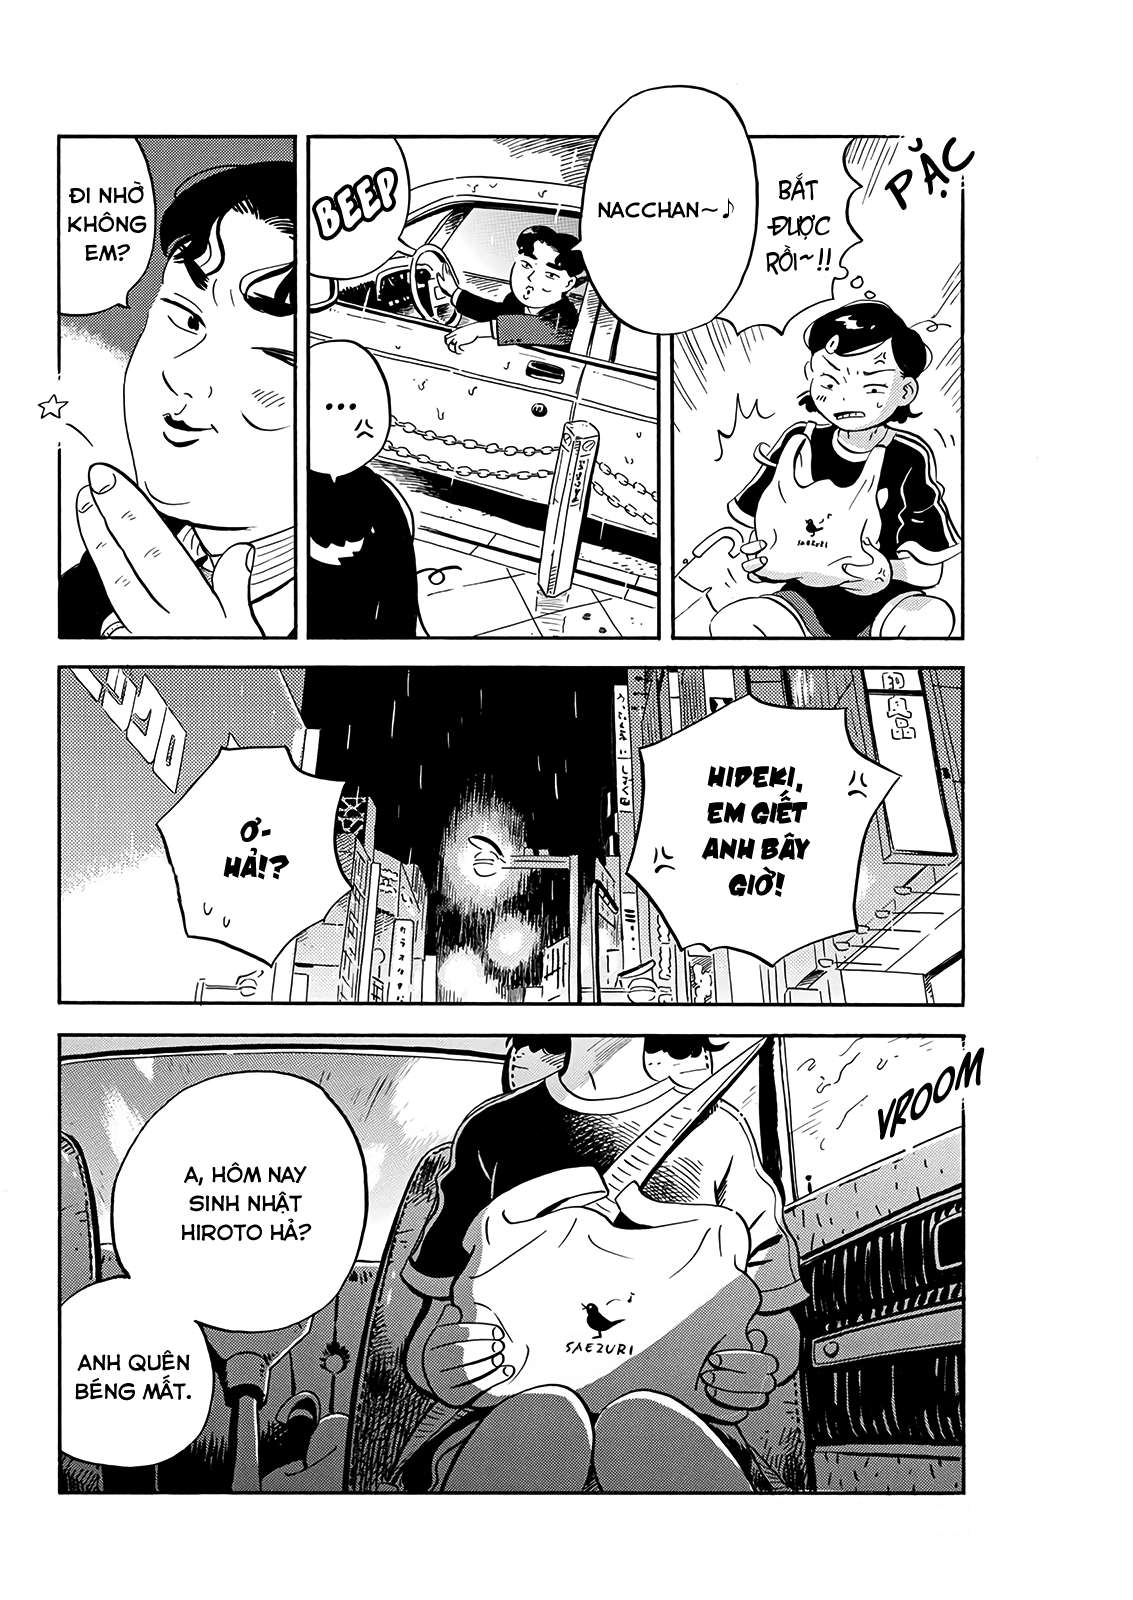 PẶC
BẮT
ĐƯỢC
RỒI~!!
NACCHAN~♪
SAEZURI
BEEP
...
ĐI NHỜ
KHÔNG
EM?
HIDEKI,
EM GIẾT
ANH BÂY
GIỜ!
Ơ-
HẢ!?
VROOM
A, HÔM NAY
SINH NHẬT
HIROTO HẢ?
ANH QUÊN
BÉNG MẤT.
SAEZURI